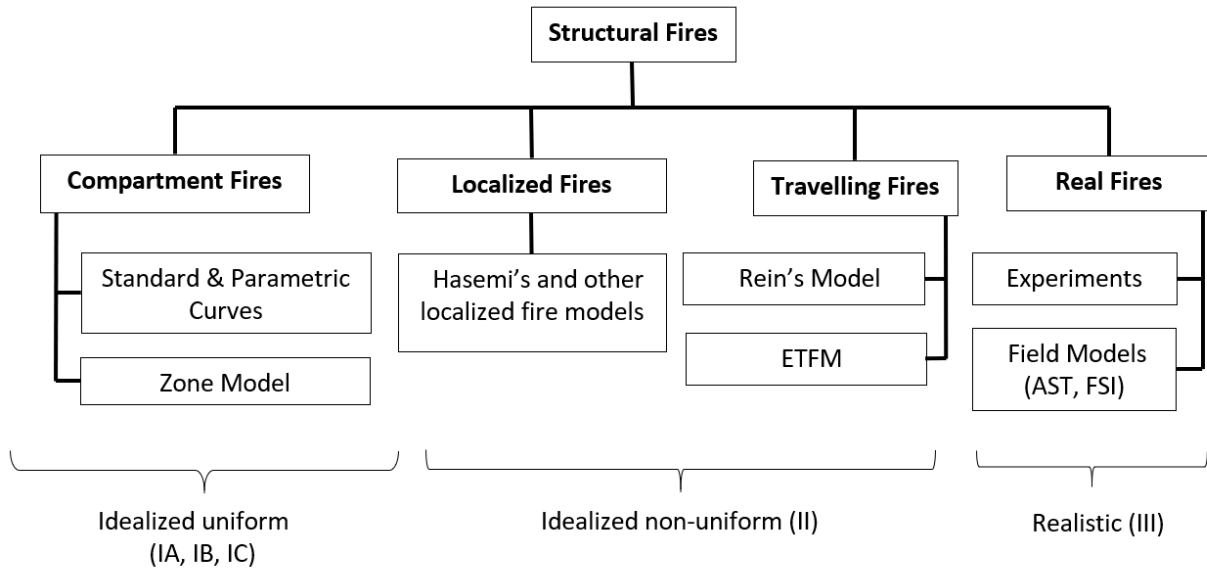 Structural Fires
Compartment Fires
Standard & Parametric
Curves
Zone Model
Localized Fires
Hasemi's and other
localized fire models
Travelling Fires
Rein's Model
ETFM
Real Fires
Experiments
Field Models
(AST, FSI)
Idealized uniform
(IA, IB, IC)
Idealized non-uniform (II)
Realistic (III)